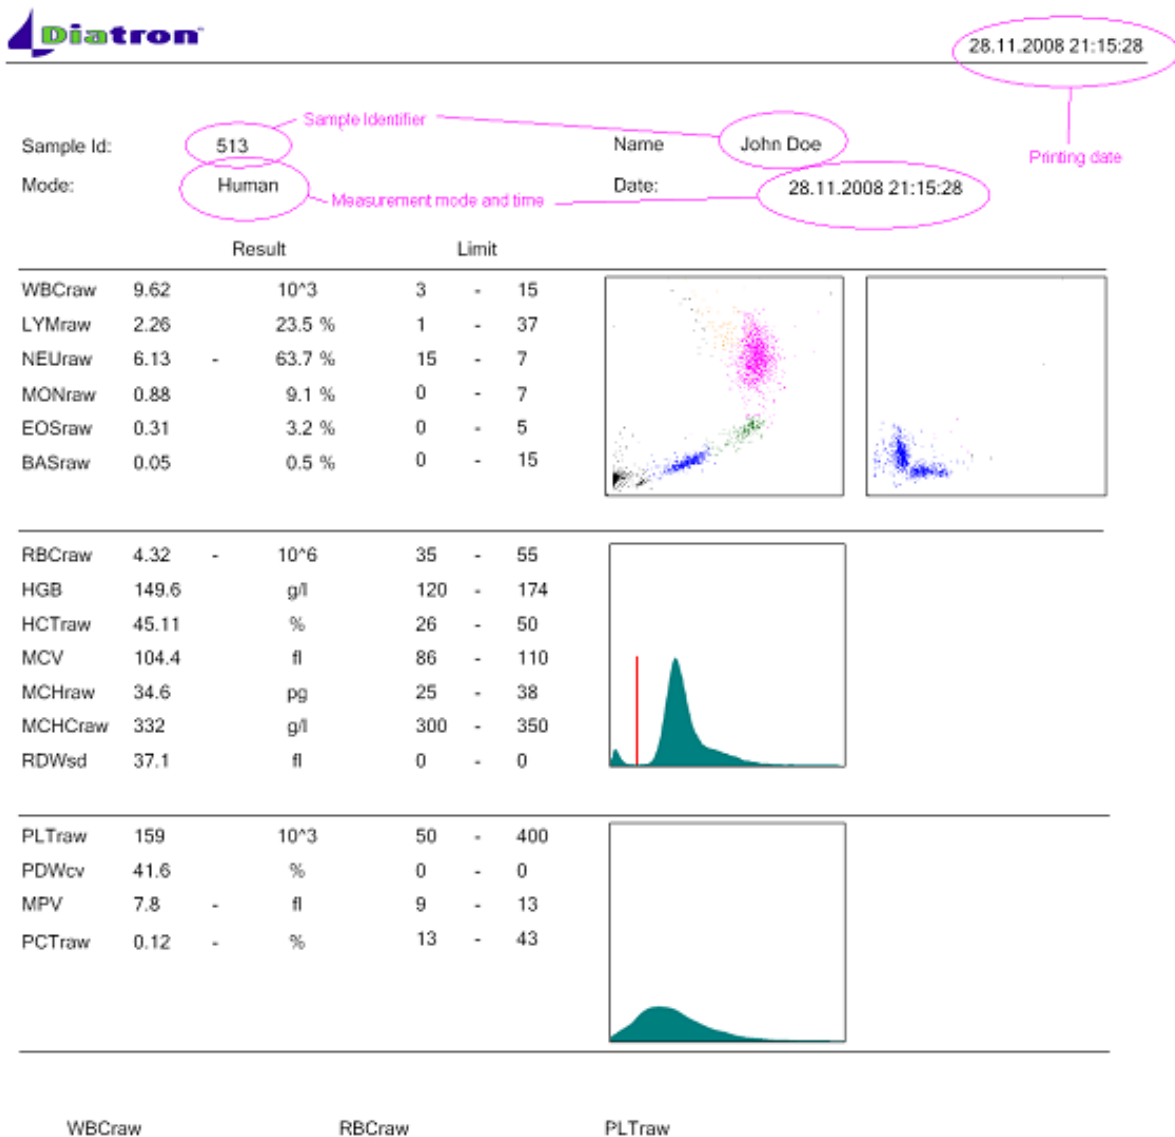 Diatron
28.11.2008 21:15:28
Sample Identifier
Sample Id: 513 Name John Doe
Printing date
Mode: Human Date: 28.11.2008 21:15:28
Measurement mode and time
Result Limit
WBCraw 9.62 10^3 3 - 15
LYMraw 2.26 23.5 % 1 - 37
NEUraw 6.13 - 63.7 % 15 - 7
MONraw 0.88 9.1 % 0 - 7
EOSraw 0.31 3.2 % 0 - 5
BASraw 0.05 0.5 % 0 - 15
RBCraw 4.32 - 10^6 35 - 55
HGB 149.6 g/l 120 - 174
HCTraw 45.11 % 26 - 50
MCV 104.4 fl 86 - 110
MCHraw 34.6 pg 25 - 38
MCHCraw 332 g/l 300 - 350
RDWsd 37.1 fl 0 - 0
PLTraw 159 10^3 50 - 400
PDWcv 41.6 % 0 - 0
MPV 7.8 - fl 9 - 13
PCTraw 0.12 - % 13 - 43
WBCraw RBCraw PLTraw